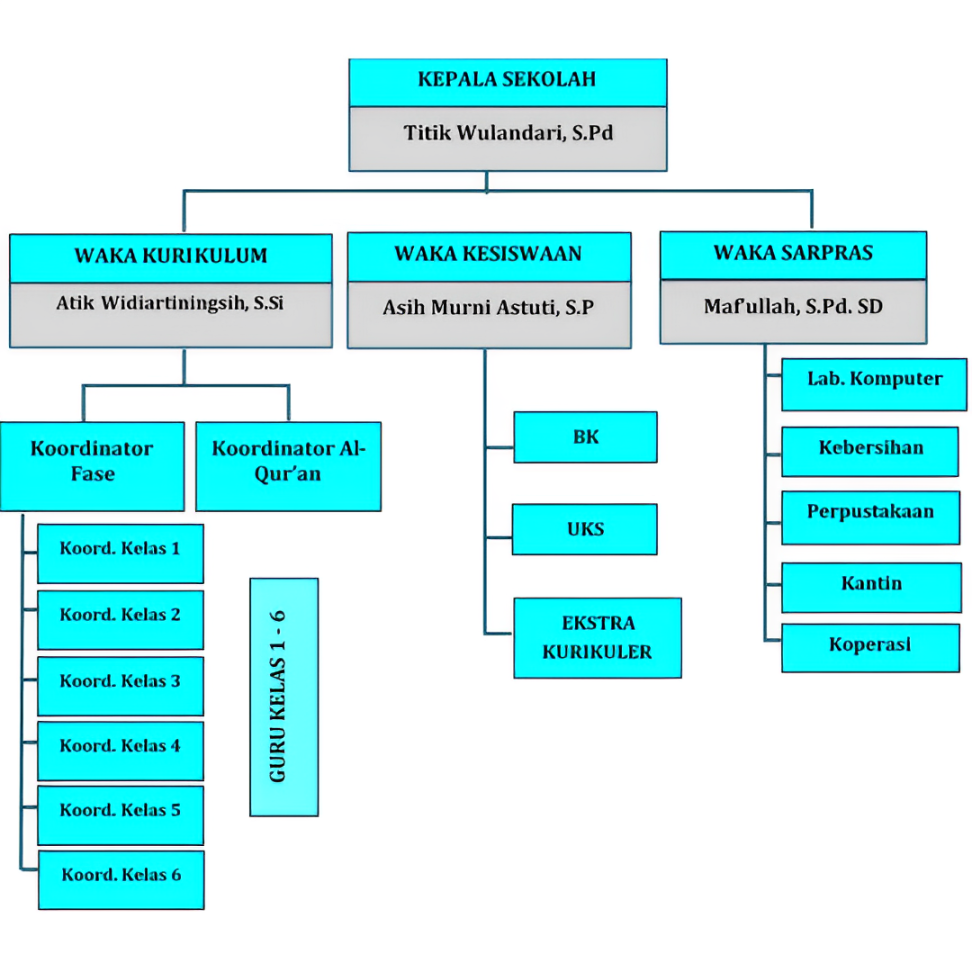 KEPALA SEKOLAH
Titik Wulandari, S.Pd
WAKA KURIKULUM
Atik Widiartiningsih, S.Si
WAKA KESISWAAN
Asih Murni Astuti, S.P
WAKA SARPRAS
Maf'ullah, S.Pd. SD
Koordinator
Fase
Koordinator Al-
Qur’an
Koord. Kelas 1
Koord. Kelas 2
Koord. Kelas 3
Koord. Kelas 4
Koord. Kelas 5
Koord. Kelas 6
GURU KELAS 1 - 6
BK
UKS
EKSTRA
KURIKULER
Lab. Komputer
Kebersihan
Perpustakaan
Kantin
Koperasi